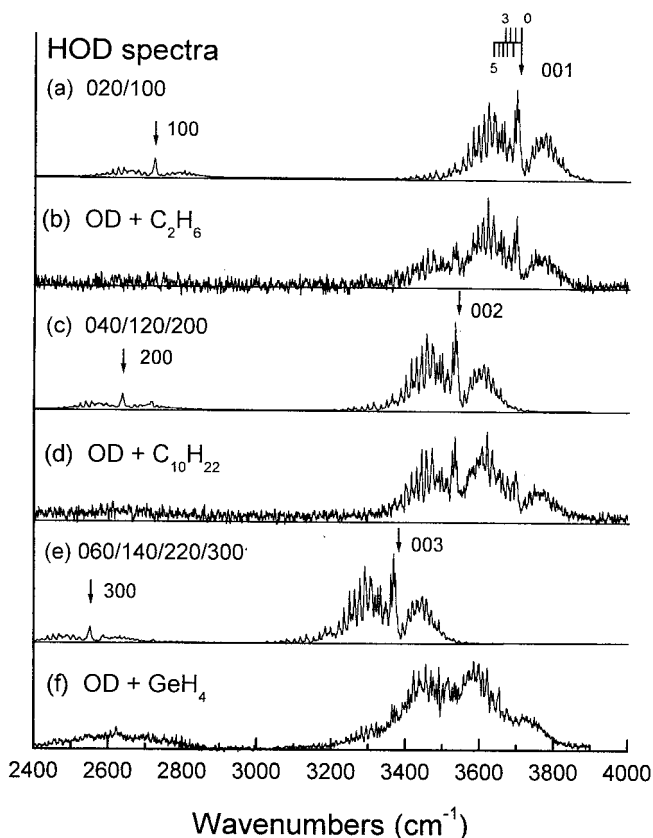 HOD spectra
3 0
5
001
(a) 020/100
100
(b) OD + C₂H₆
002
(c) 040/120/200
200
(d) OD + C₁₀H₂₂
003
(e) 060/140/220/300
300
(f) OD + GeH₄
2400 2600 2800 3000 3200 3400 3600 3800 4000
Wavenumbers (cm⁻¹)